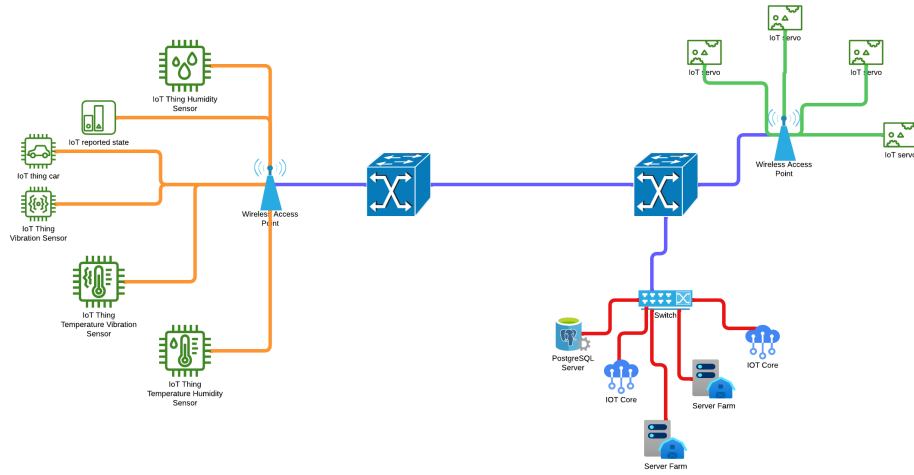 IoT Thing Humidity
Sensor
IoT reported state
IoT thing car
IoT Thing
Vibration Sensor
IoT Thing
Temperature Vibration
Sensor
IoT Thing
Temperature Humidity
Sensor
Wireless Access
Point
IoT servo
IoT servo
IoT servo
IoT servo
Wireless Access
Point
Switch
PostgreSQL
Server
IOT Core
IOT Core
Server Farm
Server Farm